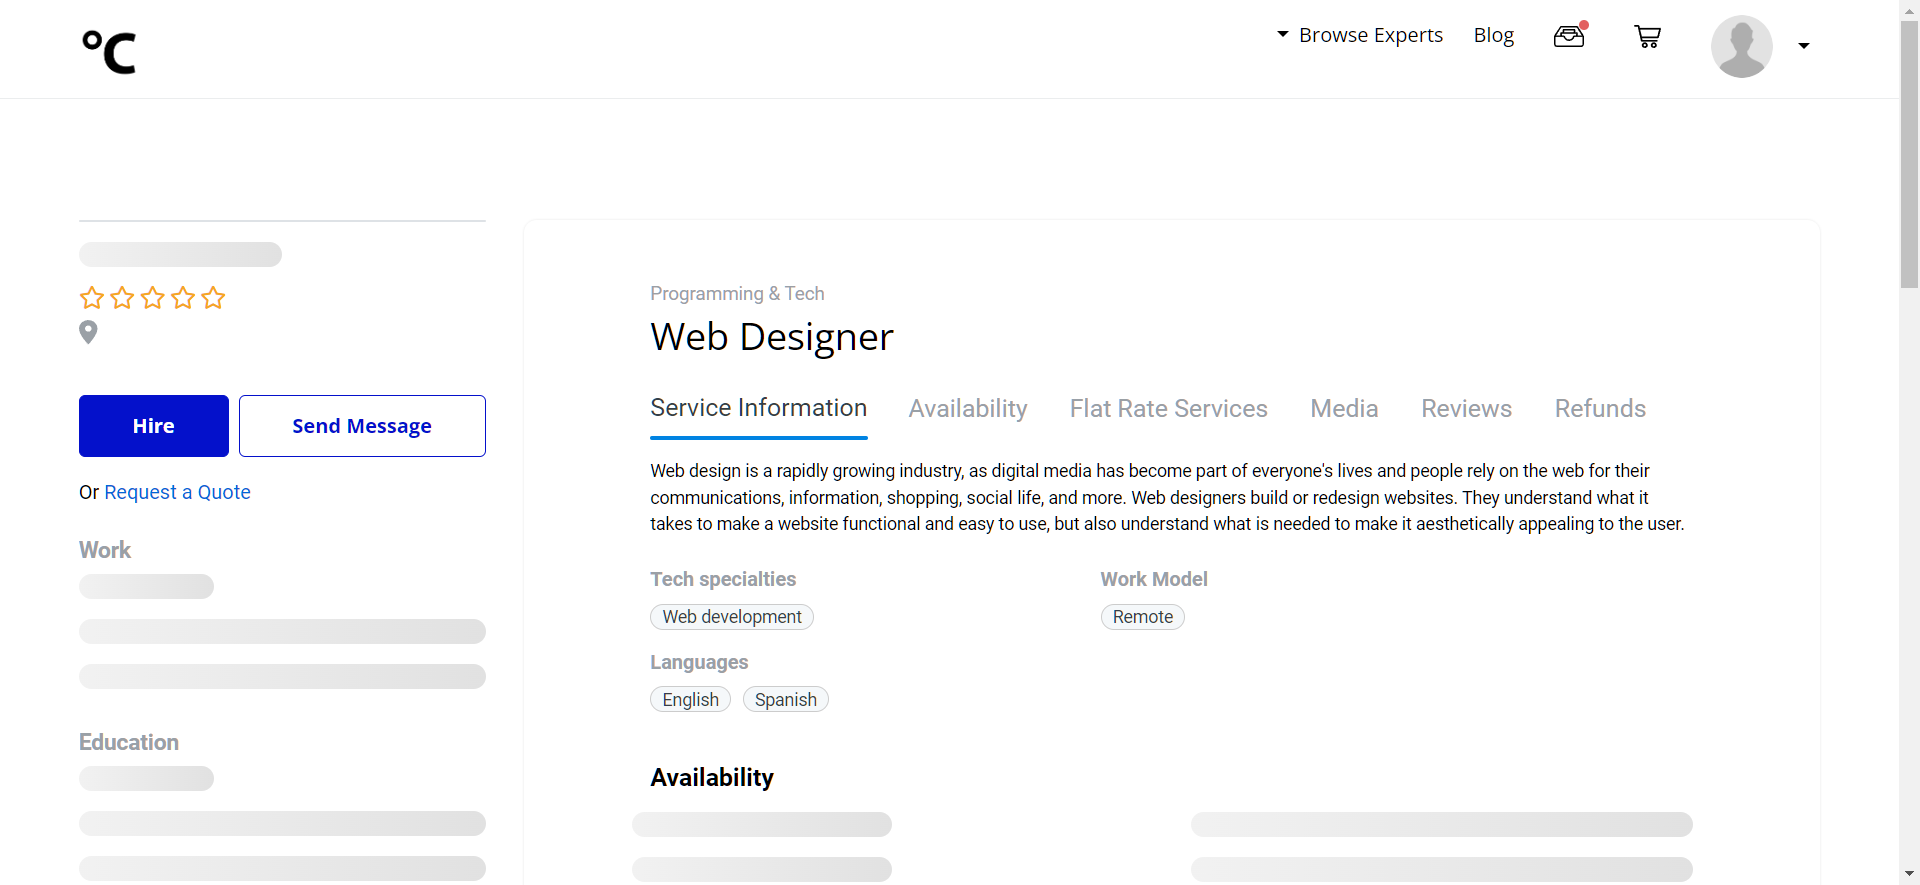 °C
Browse Experts
Blog
Hire
Send Message
Or Request a Quote
Work
Education
Programming & Tech
Web Designer
Service Information
Availability
Flat Rate Services
Media
Reviews
Refunds
Web design is a rapidly growing industry, as digital media has become part of everyone's lives and people rely on the web for their
communications, information, shopping, social life, and more. Web designers build or redesign websites. They understand what it
takes to make a website functional and easy to use, but also understand what is needed to make it aesthetically appealing to the user.
Tech specialties
Web development
Work Model
Remote
Languages
English
Spanish
Availability